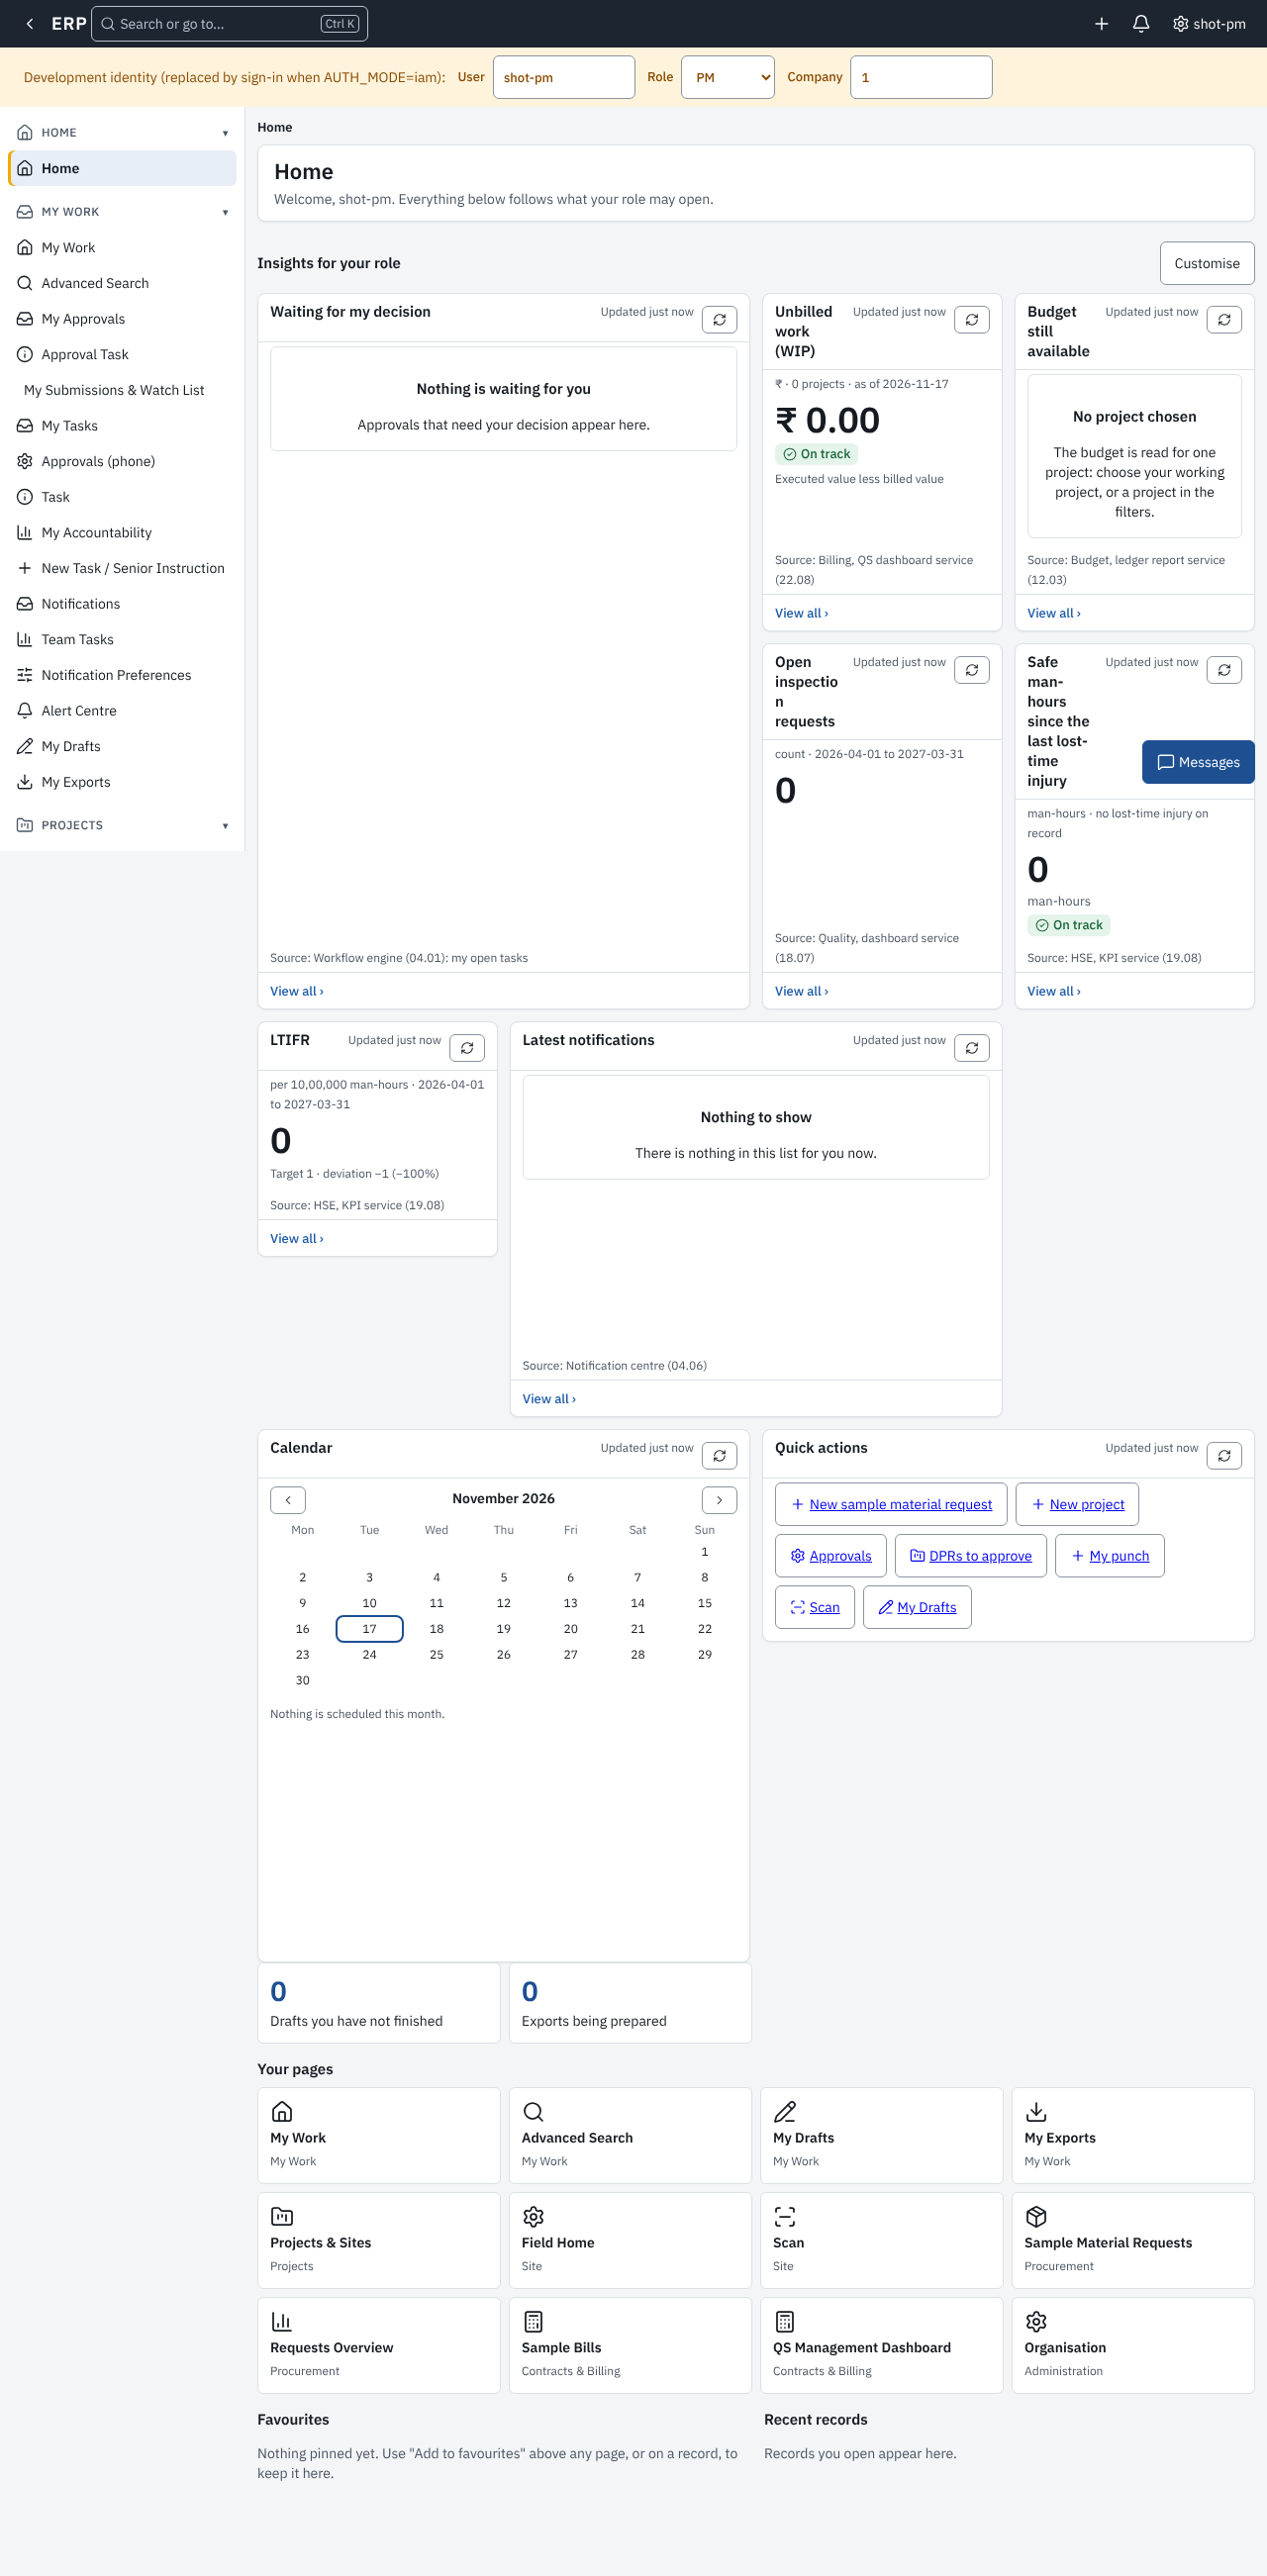 ERP
Search or go to...
Ctrl K
shot-pm
Development identity (replaced by sign-in when AUTH_MODE=iam):
User
shot-pm
Role
PM
Company
1
HOME
Home
MY WORK
My Work
Advanced Search
My Approvals
Approval Task
My Submissions & Watch List
My Tasks
Approvals (phone)
Task
My Accountability
New Task / Senior Instruction
Notifications
Team Tasks
Notification Preferences
Alert Centre
My Drafts
My Exports
PROJECTS
Home
Home
Welcome, shot-pm. Everything below follows what your role may open.
Insights for your role
Customise
Waiting for my decision
Updated just now
Nothing is waiting for you
Approvals that need your decision appear here.
Source: Workflow engine (04.01): my open tasks
View all ›
Unbilled
work
(WIP)
Updated just now
₹ · 0 projects · as of 2026-11-17
₹ 0.00
On track
Executed value less billed value
Source: Billing, QS dashboard service
(22.08)
View all ›
Budget
still
available
Updated just now
No project chosen
The budget is read for one
project: choose your working
project, or a project in the
filters.
Source: Budget, ledger report service
(12.03)
View all ›
Open
inspectio
n
requests
Updated just now
count · 2026-04-01 to 2027-03-31
0
Source: Quality, dashboard service
(18.07)
View all ›
Safe
man-
hours
since the
last lost-
time
injury
Updated just now
Messages
man-hours · no lost-time injury on
record
0
man-hours
On track
Source: HSE, KPI service (19.08)
View all ›
LTIFR
Updated just now
per 10,00,000 man-hours · 2026-04-01
to 2027-03-31
0
Target 1 · deviation −1 (−100%)
Source: HSE, KPI service (19.08)
View all ›
Latest notifications
Updated just now
Nothing to show
There is nothing in this list for you now.
Source: Notification centre (04.06)
View all ›
Calendar
Updated just now
November 2026
Mon Tue Wed Thu Fri Sat Sun
1
2 3 4 5 6 7 8
9 10 11 12 13 14 15
16 17 18 19 20 21 22
23 24 25 26 27 28 29
30
Nothing is scheduled this month.
Quick actions
Updated just now
New sample material request
New project
Approvals
DPRs to approve
My punch
Scan
My Drafts
0
Drafts you have not finished
0
Exports being prepared
Your pages
My Work
My Work
Advanced Search
My Work
My Drafts
My Work
My Exports
My Work
Projects & Sites
Projects
Field Home
Site
Scan
Site
Sample Material Requests
Procurement
Requests Overview
Procurement
Sample Bills
Contracts & Billing
QS Management Dashboard
Contracts & Billing
Organisation
Administration
Favourites
Nothing pinned yet. Use "Add to favourites" above any page, or on a record, to
keep it here.
Recent records
Records you open appear here.